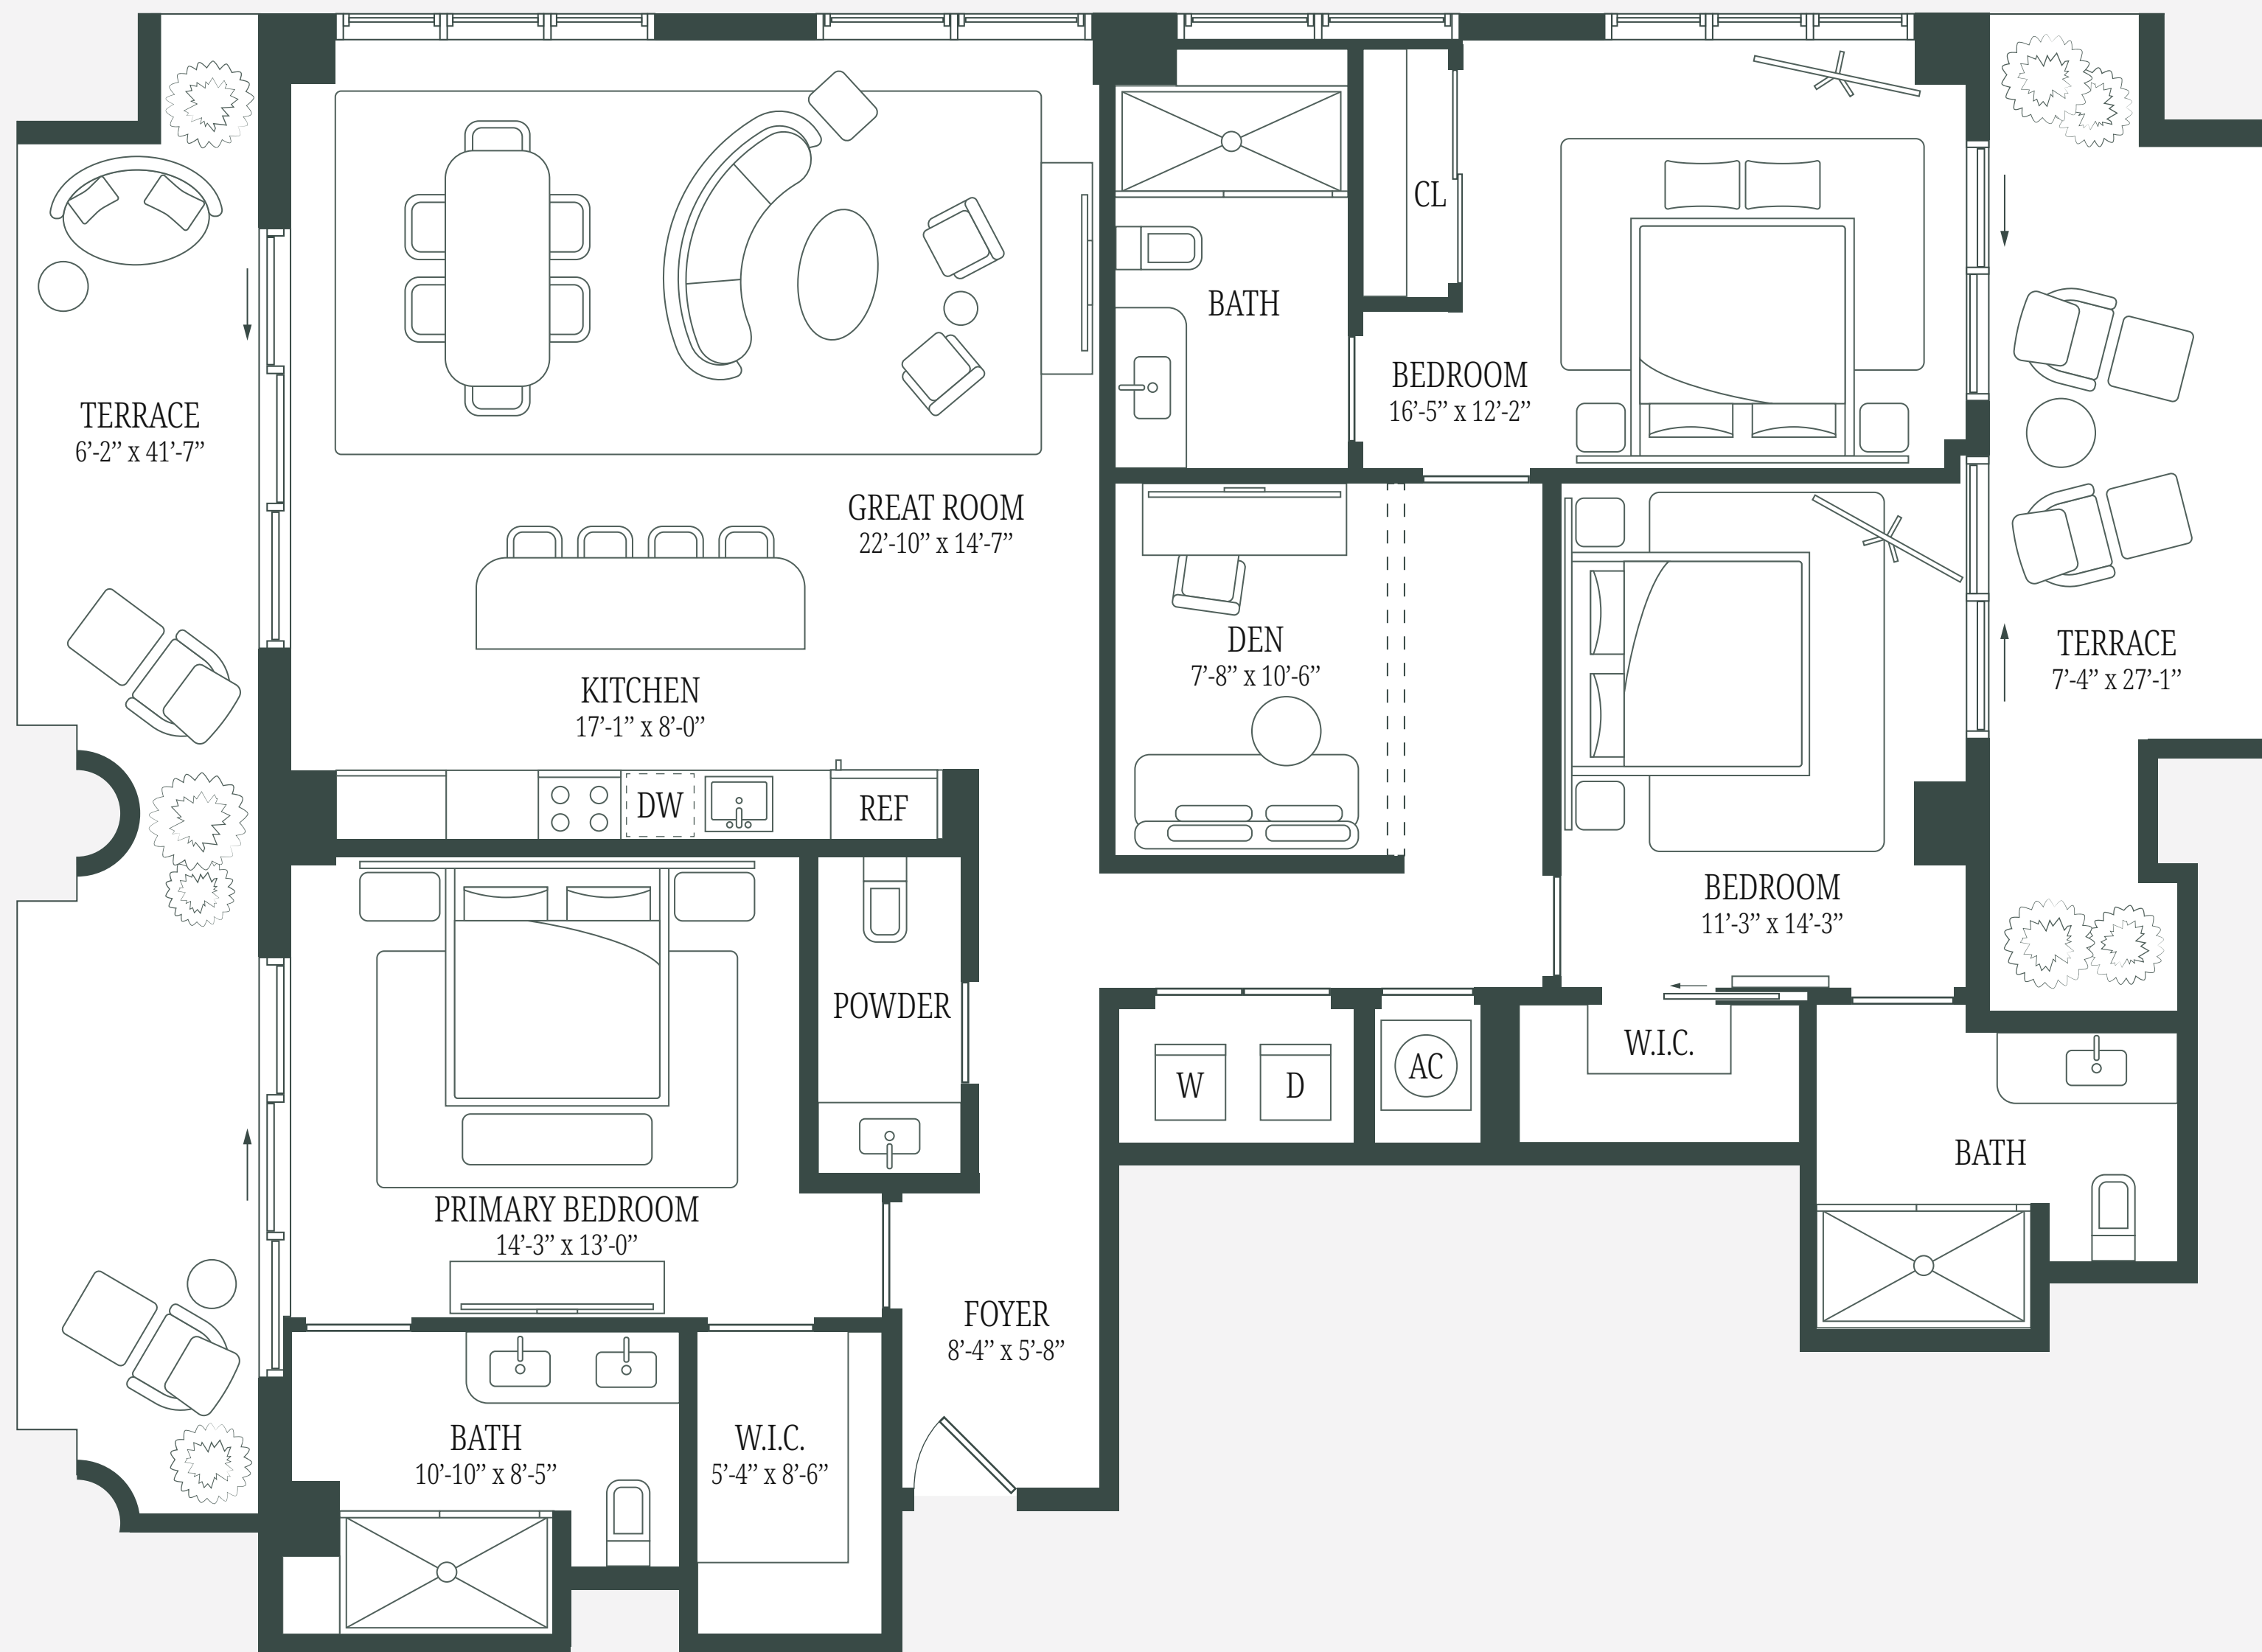 CL
BATH
BEDROOM
16’-5” x 12’-2”
TERRACE
6’-2” x 41’-7”
GREAT ROOM
22’-10” x 14’-7”
DEN
7’-8” x 10’-6”
TERRACE
7’-4” x 27’-1”
KITCHEN
17’-1” x 8’-0”
DW
REF
BEDROOM
11’-3” x 14’-3”
POWDER
W.I.C.
W
D
AC
BATH
PRIMARY BEDROOM
14’-3” x 13’-0”
FOYER
8’-4” x 5’-8”
BATH
10’-10” x 8’-5”
W.I.C.
5’-4” x 8’-6”